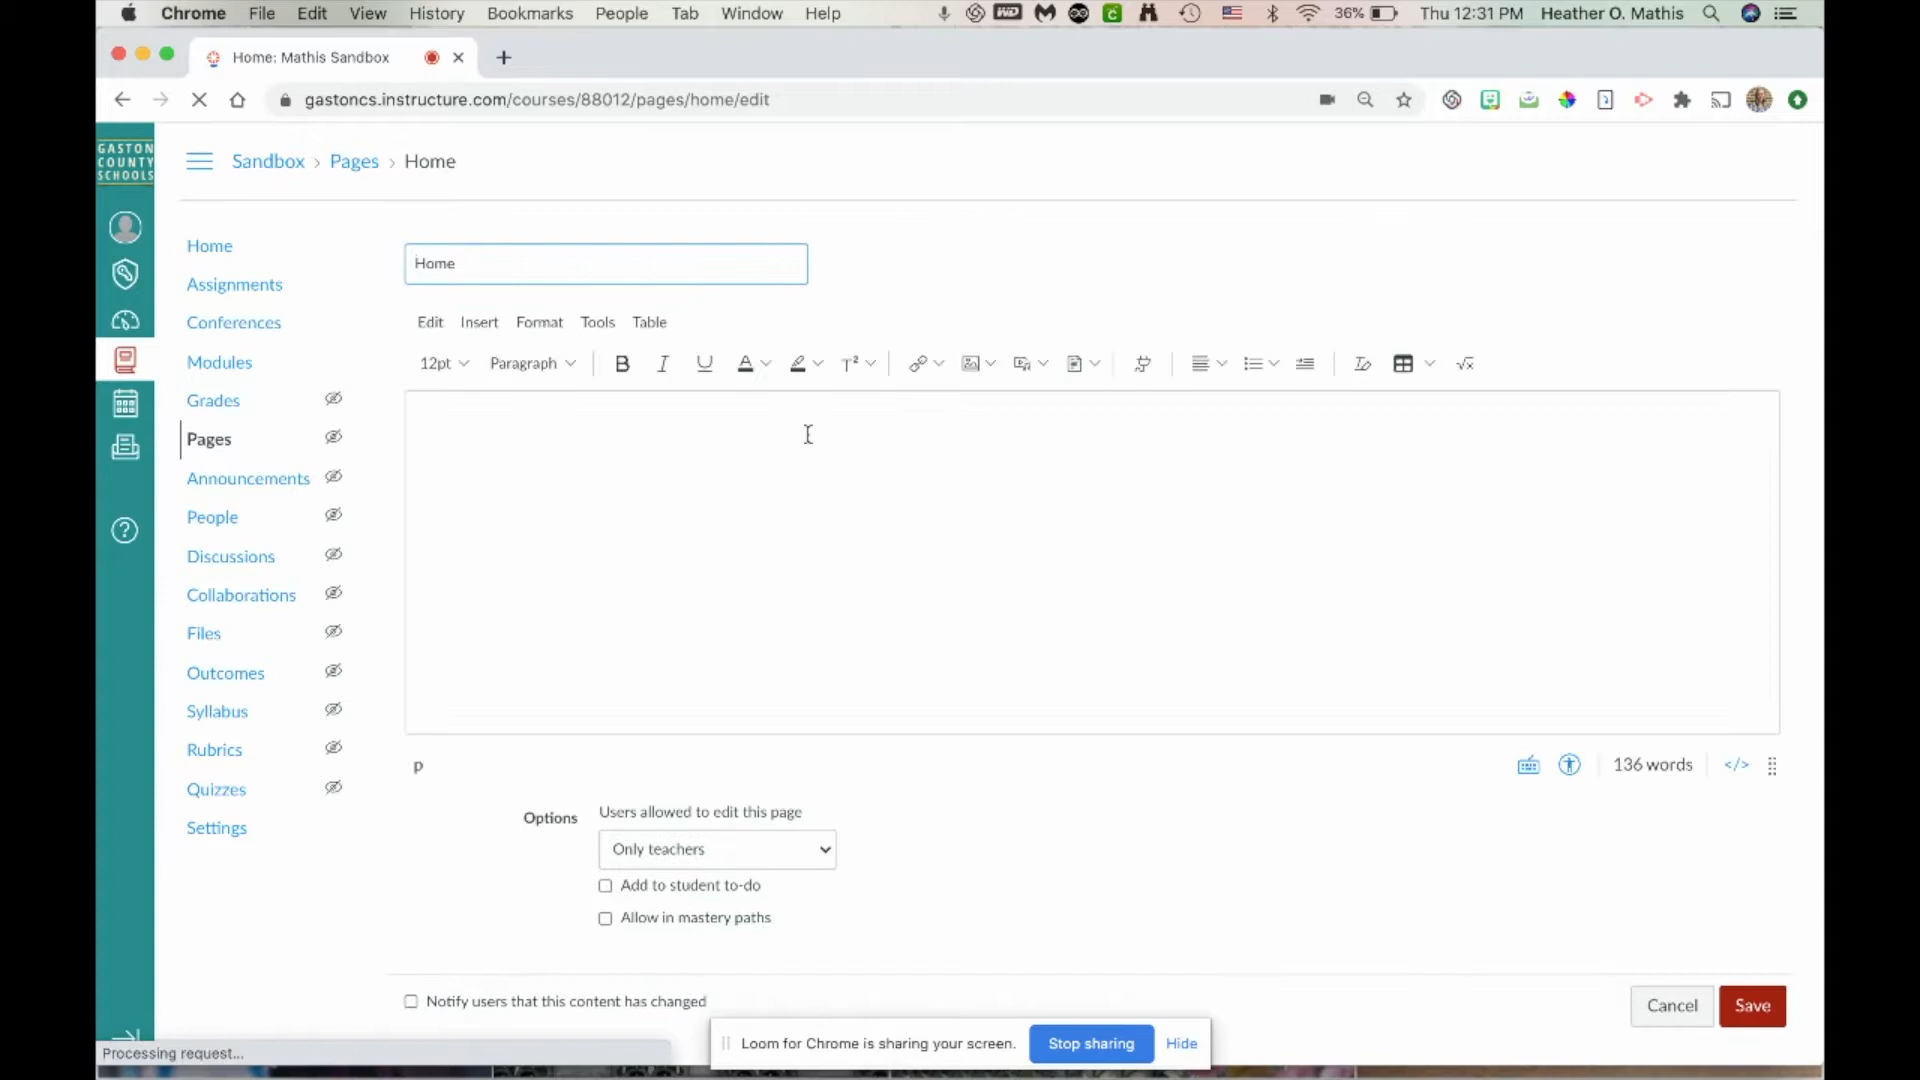 Chrome File Edit View History Bookmarks People Tab Window Help 36% Thu 12:31 PM Heather O. Mathis
Home: Mathis Sandbox
gastoncs.instructure.com/courses/88012/pages/home/edit
GASTON
COUNTY
SCHOOLS
Sandbox › Pages › Home
Home
Assignments
Conferences
Modules
Grades
Pages
Announcements
People
Discussions
Collaborations
Files
Outcomes
Syllabus
Rubrics
Quizzes
Settings
Home
Edit Insert Format Tools Table
12pt Paragraph B I U A T²
p
136 words </>
Options
Users allowed to edit this page
Only teachers
Add to student to-do
Allow in mastery paths
Notify users that this content has changed
Cancel Save
Processing request...
Loom for Chrome is sharing your screen. Stop sharing Hide